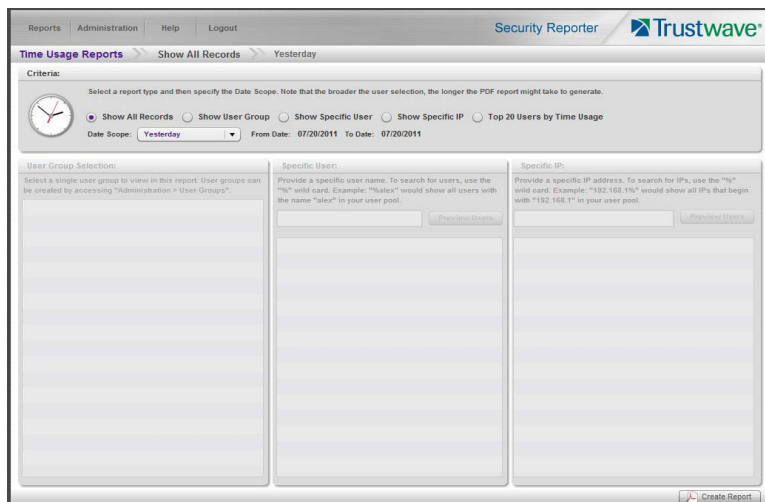 Reports Administration Help Logout
Security Reporter
Trustwave®
Time Usage Reports Show All Records Yesterday
Criteria:
Select a report type and then specify the Date Scope. Note that the broader the user selection, the longer the PDF report might take to generate.
Show All Records Show User Group Show Specific User Show Specific IP Top 20 Users by Time Usage
Date Scope: Yesterday From Date: 07/20/2011 To Date: 07/20/2011
User Group Selection:
Select a single user group to view in this report. User groups can
be created by accessing "Administration > User Groups".
Specific User:
Provide a specific user name. To search for users, use the
"%" wild card. Example: "%alex" would show all users with
the name "alex" in your user pool.
Preview Users
Specific IP:
Provide a specific IP address. To search for IPs, use the "%"
wild card. Example: "192.168.1%" would show all IPs that begin
with "192.168.1" in your user pool.
Preview Users
Create Report